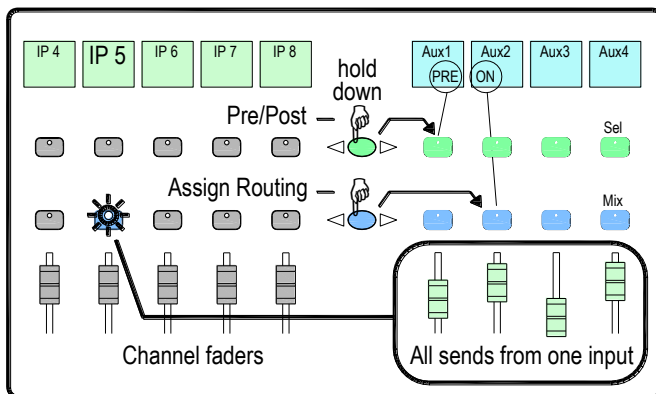 IP 4 IP 5 IP 6 IP 7 IP 8 Aux1 Aux2 Aux3 Aux4
hold
down
PRE ON
Pre/Post
Sel
Assign Routing
Mix
Channel faders
All sends from one input